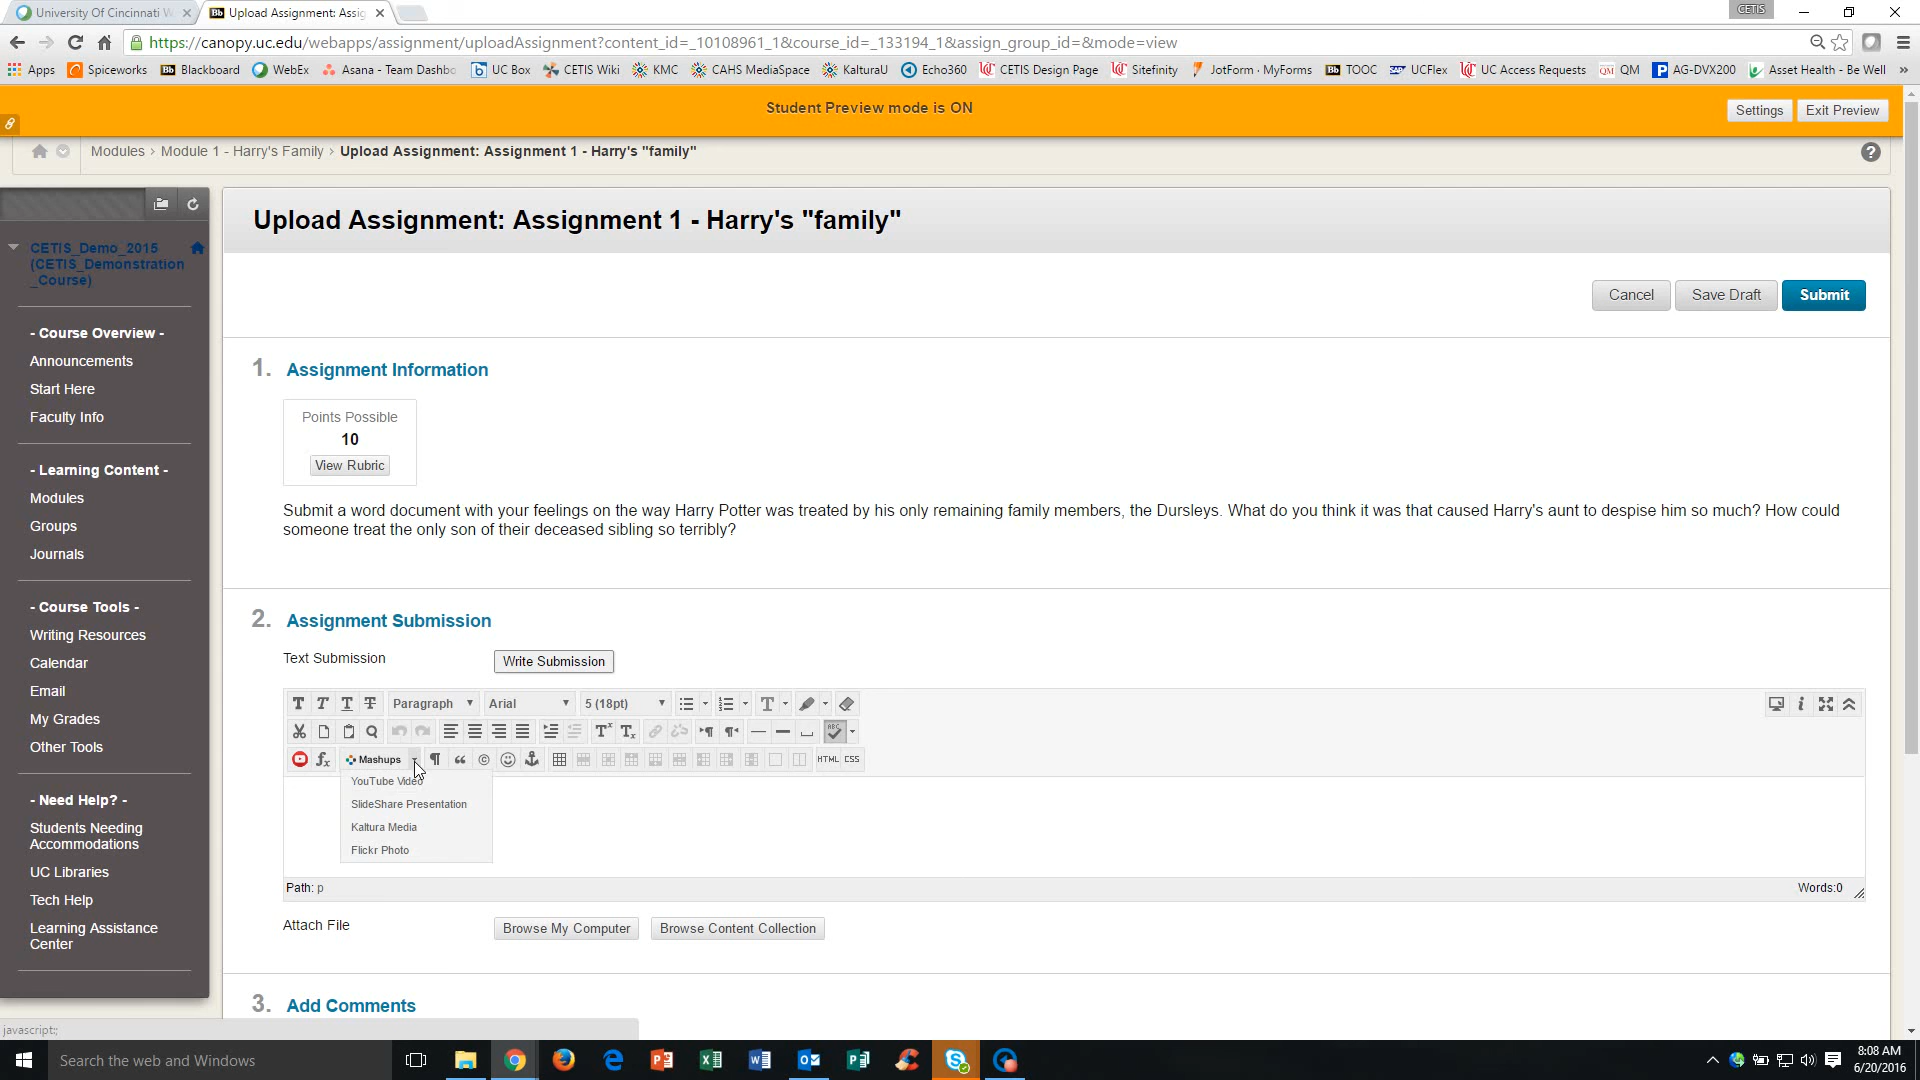 University Of Cincinnati W
Upload Assignment: Assig
CETIS
https://canopy.uc.edu/webapps/assignment/uploadAssignment?content_id=_10108961_1&course_id=_133194_1&assign_group_id=&mode=view
Apps Spiceworks Blackboard WebEx Asana - Team Dashbo UC Box CETIS Wiki KMC CAHS MediaSpace KalturaU Echo360 CETIS Design Page Sitefinity JotForm · MyForms TOOC UCFlex UC Access Requests QM AG-DVX200 Asset Health - Be Well »
Student Preview mode is ON
Settings Exit Preview
Modules › Module 1 - Harry's Family › Upload Assignment: Assignment 1 - Harry's "family"
CETIS_Demo_2015
(CETIS_Demonstration
_Course)
- Course Overview -
Announcements
Start Here
Faculty Info
- Learning Content -
Modules
Groups
Journals
- Course Tools -
Writing Resources
Calendar
Email
My Grades
Other Tools
- Need Help? -
Students Needing
Accommodations
UC Libraries
Tech Help
Learning Assistance
Center
Upload Assignment: Assignment 1 - Harry's "family"
Cancel Save Draft Submit
1. Assignment Information
Points Possible
10
View Rubric
Submit a word document with your feelings on the way Harry Potter was treated by his only remaining family members, the Dursleys. What do you think it was that caused Harry's aunt to despise him so much? How could
someone treat the only son of their deceased sibling so terribly?
2. Assignment Submission
Text Submission Write Submission
T T T T Paragraph Arial 5 (18pt)
Mashups HTML CSS
YouTube Video
SlideShare Presentation
Kaltura Media
Flickr Photo
Path: p Words:0
Attach File Browse My Computer Browse Content Collection
3. Add Comments
javascript:;
Search the web and Windows
8:08 AM
6/20/2016